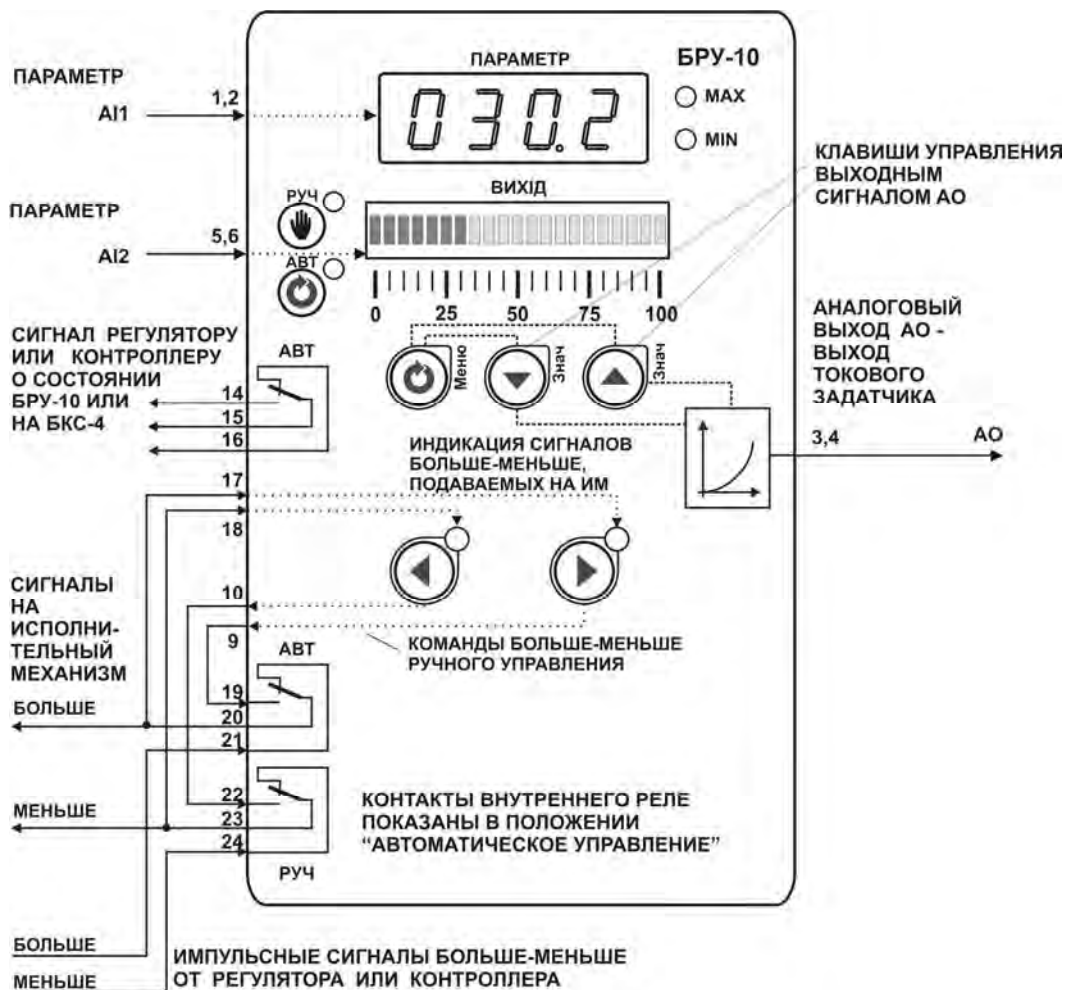 ПАРАМЕТР
БРУ-10
ПАРАМЕТР
AI1
1,2
030.2
MAX
MIN
КЛАВИШИ УПРАВЛЕНИЯ
ВЫХОДНЫМ
СИГНАЛОМ АО
ВИХІД
РУЧ
ПАРАМЕТР
AI2
5,6
АВТ
0 25 50 75 100
Меню
Знач
Знач
АНАЛОГОВЫЙ
ВЫХОД АО -
ВЫХОД
ТОКОВОГО
ЗАДАТЧИКА
3,4
АО
СИГНАЛ РЕГУЛЯТОРУ
ИЛИ КОНТРОЛЛЕРУ
О СОСТОЯНИИ
БРУ-10 ИЛИ
НА БКС-4
АВТ
14
15
16
ИНДИКАЦИЯ СИГНАЛОВ
БОЛЬШЕ-МЕНЬШЕ,
ПОДАВАЕМЫХ НА ИМ
17
18
СИГНАЛЫ
НА
ИСПОЛНИ-
ТЕЛЬНЫЙ
МЕХАНИЗМ
10
9
КОМАНДЫ БОЛЬШЕ-МЕНЬШЕ
РУЧНОГО УПРАВЛЕНИЯ
АВТ
БОЛЬШЕ
19
20
21
МЕНЬШЕ
22
23
24
РУЧ
КОНТАКТЫ ВНУТРЕННЕГО РЕЛЕ
ПОКАЗАНЫ В ПОЛОЖЕНИИ
“АВТОМАТИЧЕСКОЕ УПРАВЛЕНИЕ”
БОЛЬШЕ
МЕНЬШЕ
ИМПУЛЬСНЫЕ СИГНАЛЫ БОЛЬШЕ-МЕНЬШЕ
ОТ РЕГУЛЯТОРА ИЛИ КОНТРОЛЛЕРА